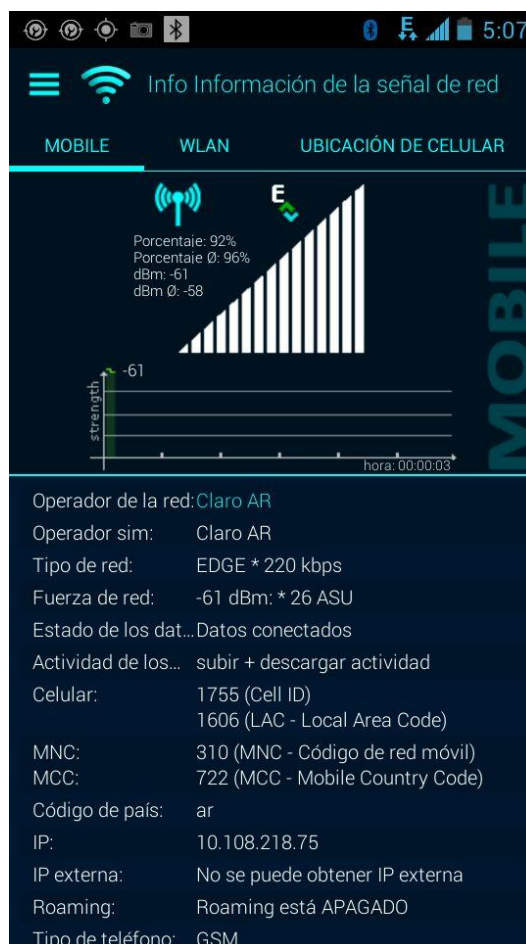 E 5:07
Info Información de la señal de red
MOBILE WLAN UBICACIÓN DE CELULAR
E
Porcentaje: 92%
Porcentaje Ø: 96%
dBm: -61
dBm Ø: -58
MOBILE
-61
strength
hora: 00:00:03
Operador de la red: Claro AR
Operador sim: Claro AR
Tipo de red: EDGE * 220 kbps
Fuerza de red: -61 dBm: * 26 ASU
Estado de los dat... Datos conectados
Actividad de los... subir + descargar actividad
Celular: 1755 (Cell ID)
1606 (LAC - Local Area Code)
MNC: 310 (MNC - Código de red móvil)
MCC: 722 (MCC - Mobile Country Code)
Código de país: ar
IP: 10.108.218.75
IP externa: No se puede obtener IP externa
Roaming: Roaming está APAGADO
Tipo de teléfono: GSM